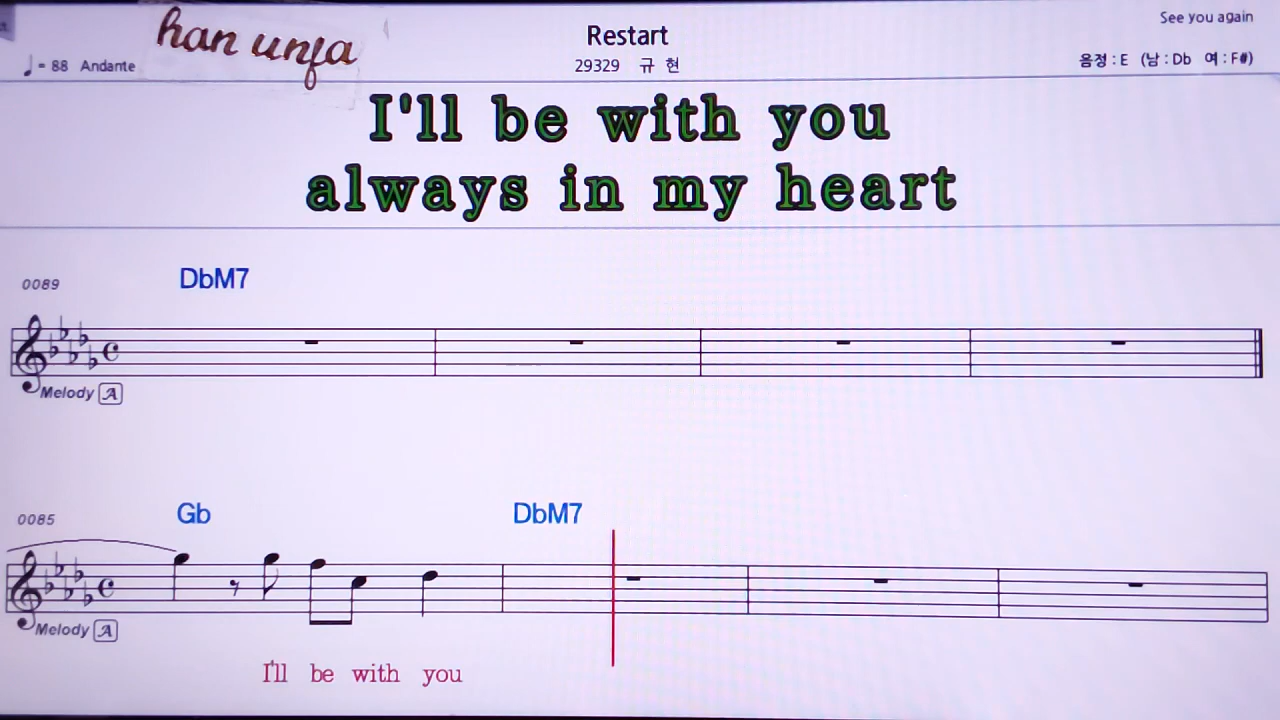 han unfa
See you again
Restart
♩= 88 Andante
29329 규 현
음정 : E (남 : Db 여 : F#)
I'll be with you
always in my heart
0089
DbM7
Melody A
0085
Gb DbM7
Melody A
I'll be with you